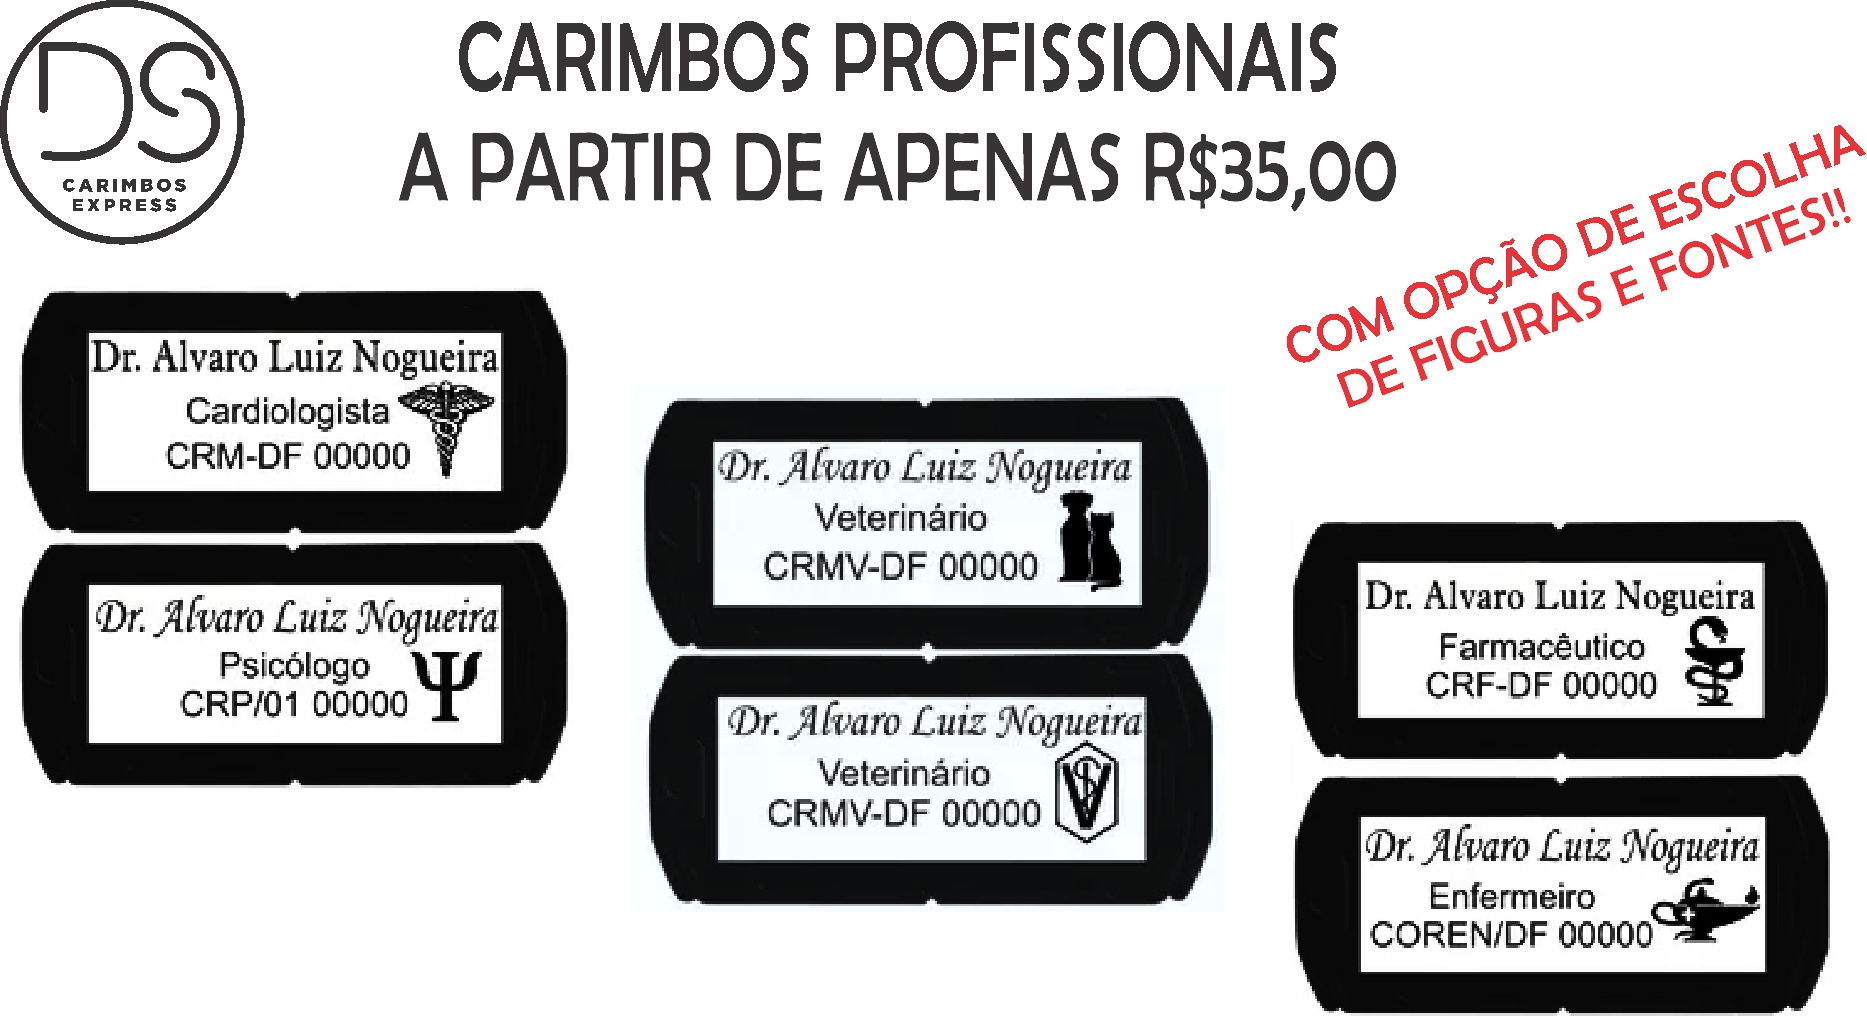 DS
CARIMBOS
EXPRESS
CARIMBOS PROFISSIONAIS
A PARTIR DE APENAS R$35,00
COM OPÇÃO DE ESCOLHA
DE FIGURAS E FONTES!!
Dr. Alvaro Luiz Nogueira
Cardiologista
CRM-DF 00000
Dr. Alvaro Luiz Nogueira
Psicólogo
CRP/01 00000
Dr. Alvaro Luiz Nogueira
Veterinário
CRMV-DF 00000
Dr. Alvaro Luiz Nogueira
Veterinário
CRMV-DF 00000
Dr. Alvaro Luiz Nogueira
Farmacêutico
CRF-DF 00000
Dr. Alvaro Luiz Nogueira
Enfermeiro
COREN/DF 00000